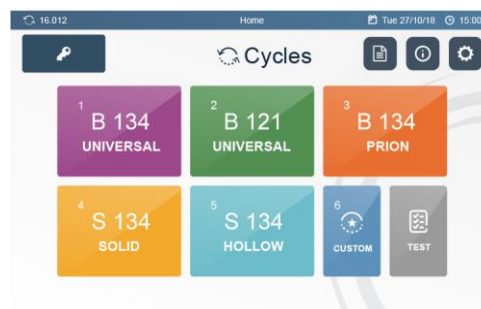 16.012 Home Tue 27/10/18 15:00
Cycles
1 2 3
B 134 B 121 B 134
UNIVERSAL UNIVERSAL PRION
4 5 6
S 134 S 134
SOLID HOLLOW CUSTOM TEST